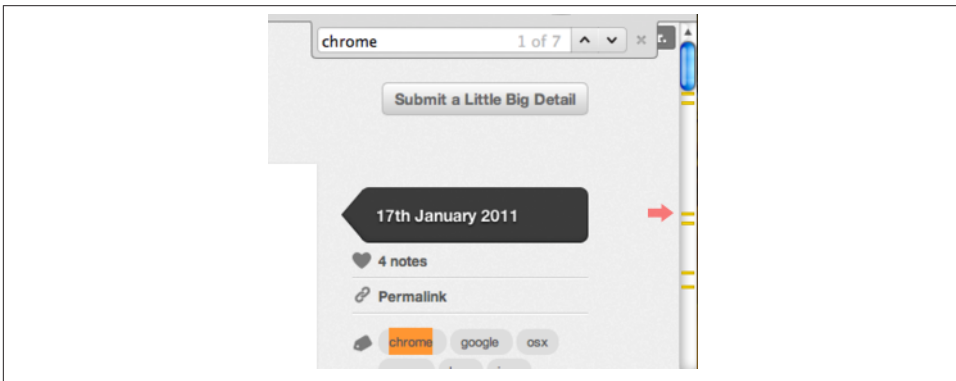 chrome 1 of 7
Submit a Little Big Detail
17th January 2011
4 notes
Permalink
chrome google osx